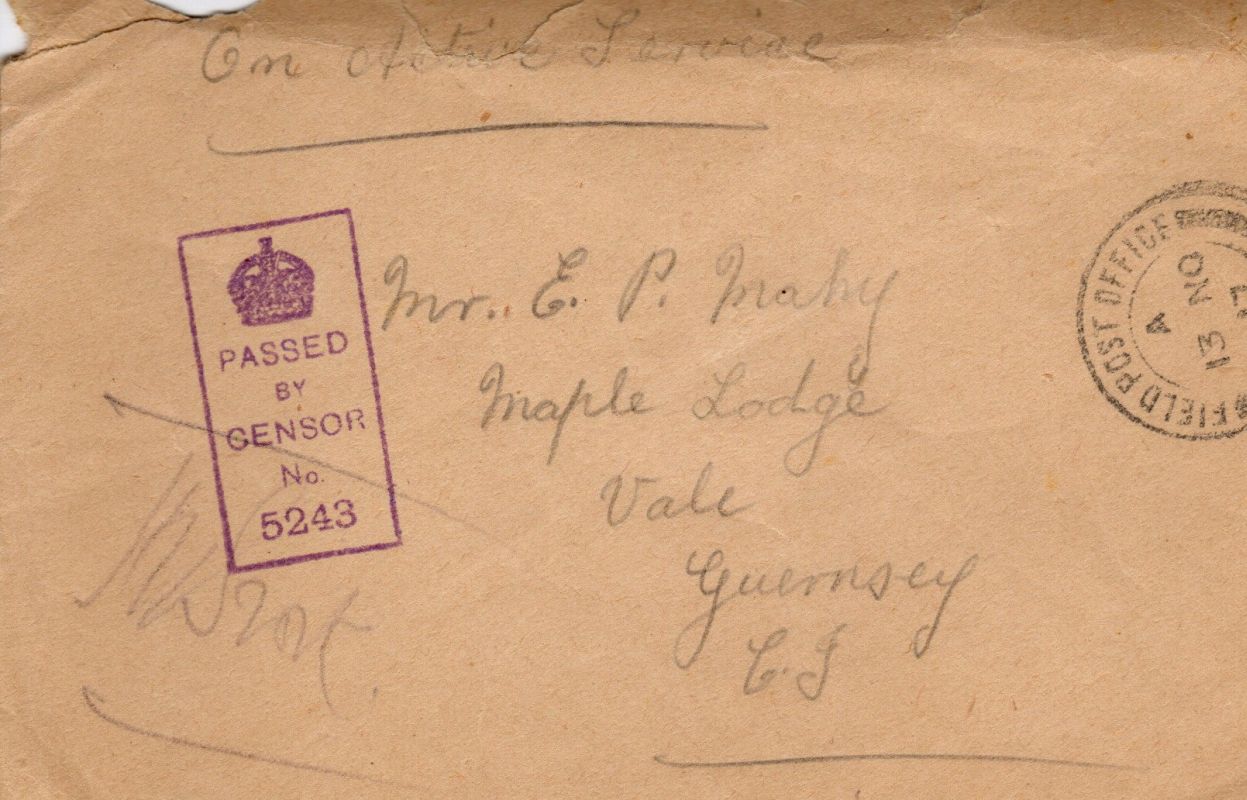 On Active Service
PASSED
BY
CENSOR
No.
5243
Mr. E. P. Mahy
Maple Lodge
Vale
Guernsey
C.I
FIELD POST OFFICE
A
13 NO
17